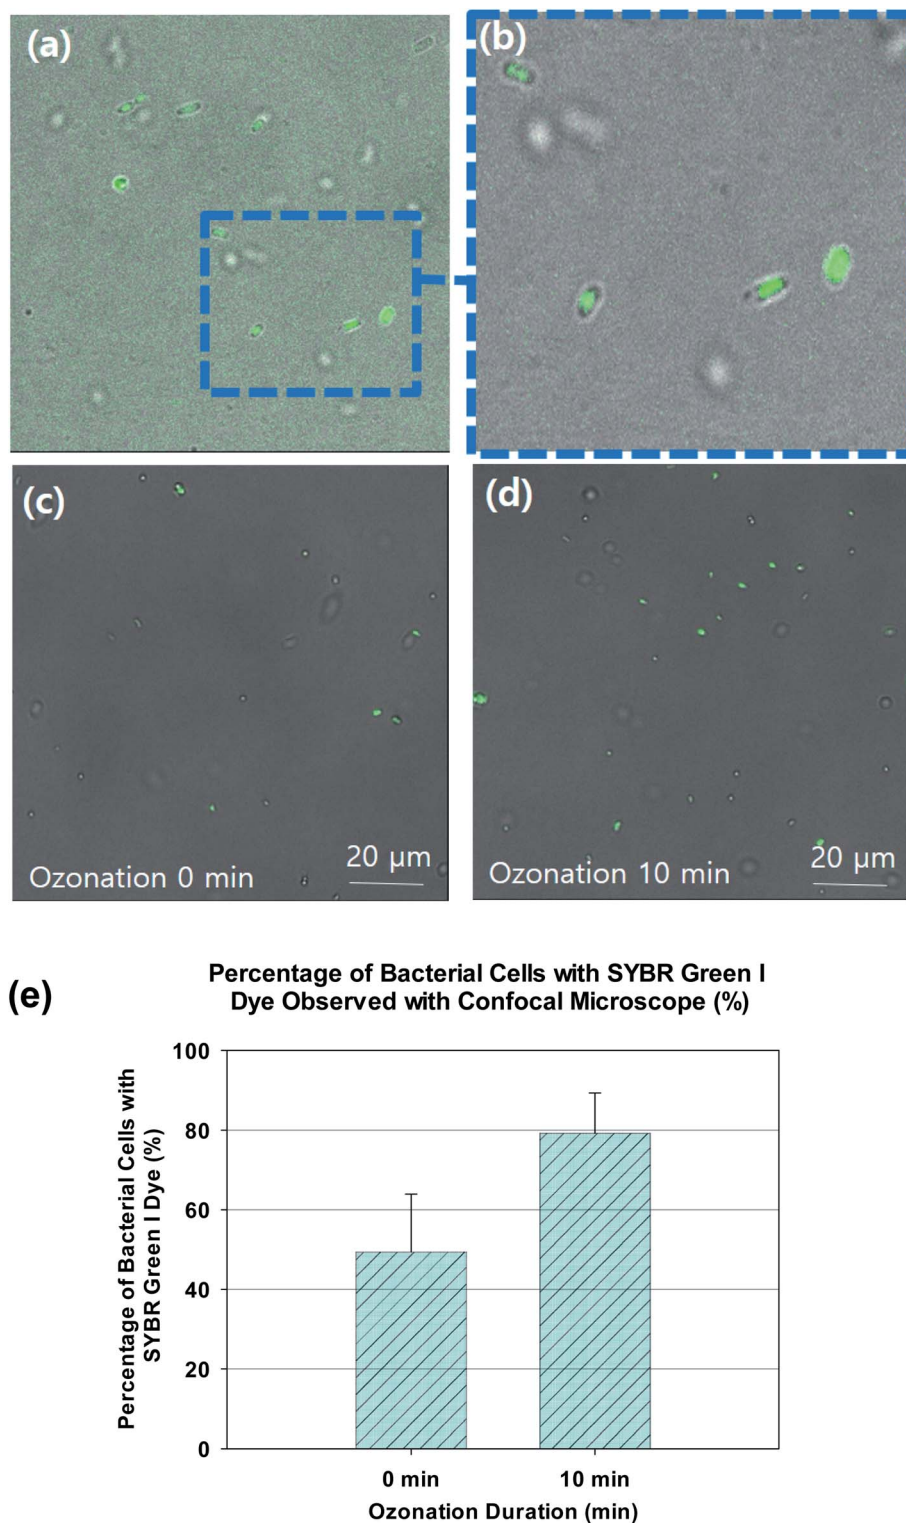 (a)
(b)
(c)
Ozonation 0 min
20 µm
(d)
Ozonation 10 min
20 µm
(e)
Percentage of Bacterial Cells with SYBR Green I
Dye Observed with Confocal Microscope (%)
Percentage of Bacterial Cells with
SYBR Green I Dye (%)
100
80
60
40
20
0
0 min
10 min
Ozonation Duration (min)